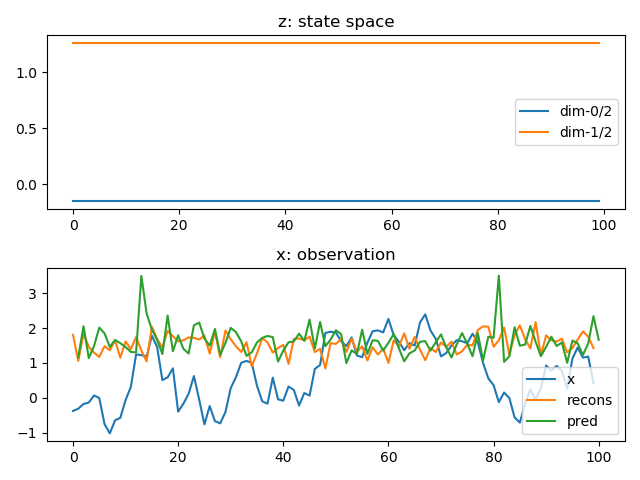 z: state space
1.0
0.5
0.0
dim-0/2
dim-1/2
0 20 40 60 80 100
x: observation
3
2
1
0
−1
x
recons
pred
0 20 40 60 80 100